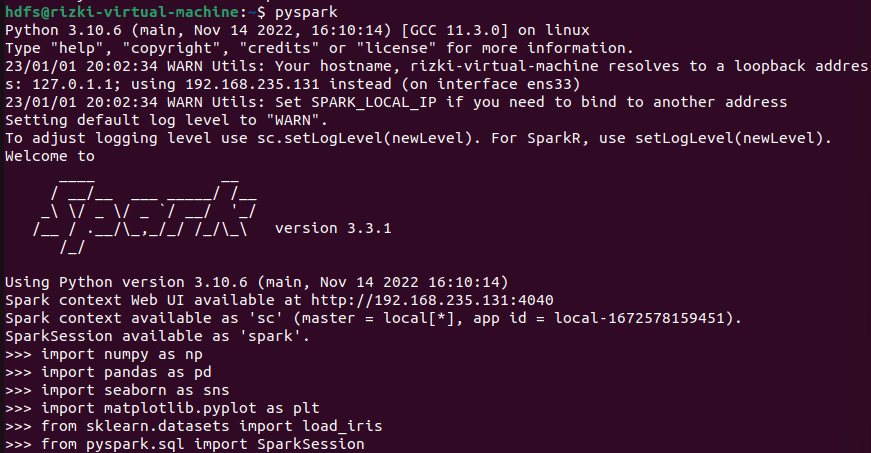 hdfs@rizki-virtual-machine:~$ pyspark
Python 3.10.6 (main, Nov 14 2022, 16:10:14) [GCC 11.3.0] on linux
Type "help", "copyright", "credits" or "license" for more information.
23/01/01 20:02:34 WARN Utils: Your hostname, rizki-virtual-machine resolves to a loopback addres
s: 127.0.1.1; using 192.168.235.131 instead (on interface ens33)
23/01/01 20:02:34 WARN Utils: Set SPARK_LOCAL_IP if you need to bind to another address
Setting default log level to "WARN".
To adjust logging level use sc.setLogLevel(newLevel). For SparkR, use setLogLevel(newLevel).
Welcome to
      ____              __
     / __/__  ___ _____/ /__
    _\ \/ _ \/ _ `/ __/  '_/
   /__ / .__/\_,_/_/ /_/\_\   version 3.3.1
      /_/
Using Python version 3.10.6 (main, Nov 14 2022 16:10:14)
Spark context Web UI available at http://192.168.235.131:4040
Spark context available as 'sc' (master = local[*], app id = local-1672578159451).
SparkSession available as 'spark'.
>>> import numpy as np
>>> import pandas as pd
>>> import seaborn as sns
>>> import matplotlib.pyplot as plt
>>> from sklearn.datasets import load_iris
>>> from pyspark.sql import SparkSession